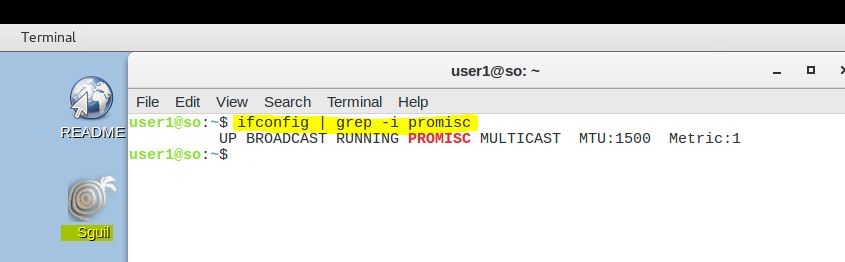 Terminal
user1@so: ~
File Edit View Search Terminal Help
README
user1@so:~$ ifconfig | grep -i promisc
UP BROADCAST RUNNING PROMISC MULTICAST  MTU:1500  Metric:1
user1@so:~$
Sguil